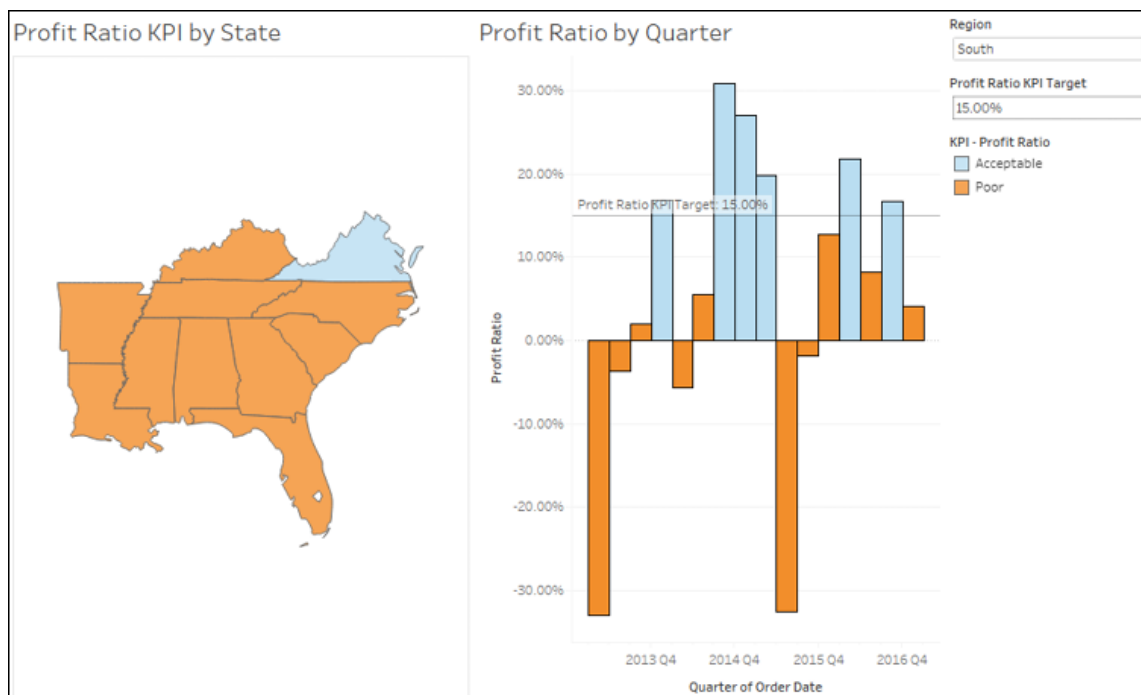 Profit Ratio KPI by State
Profit Ratio by Quarter
30.00%
20.00%
10.00%
0.00%
-10.00%
-20.00%
-30.00%
Profit Ratio
Profit Ratio KPI Target: 15.00%
2013 Q4
2014 Q4
2015 Q4
2016 Q4
Quarter of Order Date
Region
South
Profit Ratio KPI Target
15.00%
KPI - Profit Ratio
Acceptable
Poor